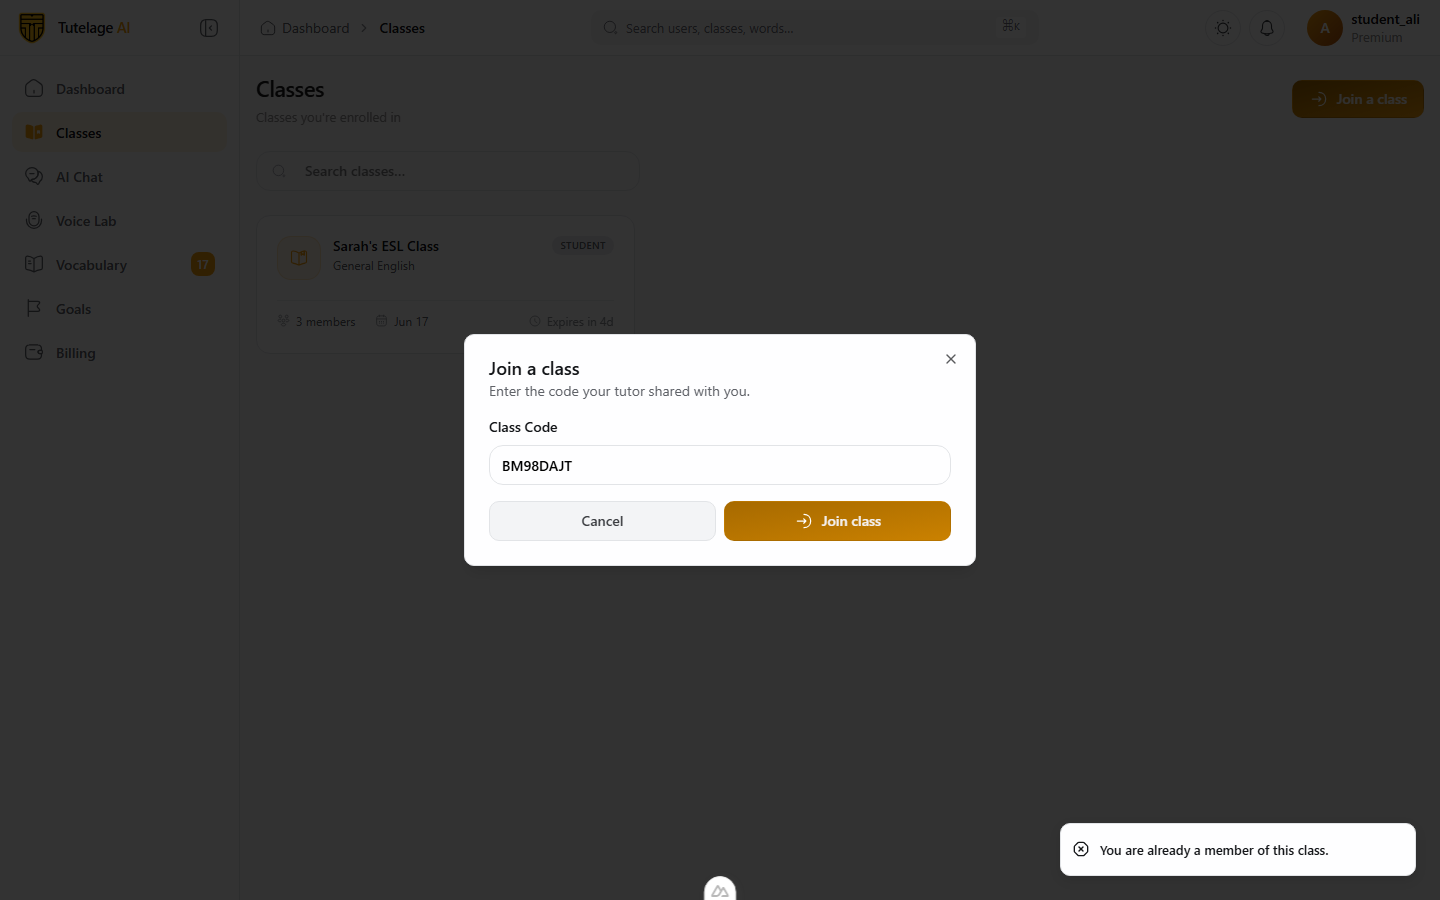 Tutelage AI
Dashboard
Classes
AI Chat
Voice Lab
Vocabulary 17
Goals
Billing
Dashboard > Classes
Search users, classes, words...
⌘K
A
student_ali
Premium
Classes
Classes you're enrolled in
Join a class
Search classes...
Sarah's ESL Class
STUDENT
General English
3 members Jun 17 Expires in 4d
Join a class
Enter the code your tutor shared with you.
Class Code
BM98DAJT
Cancel
Join class
You are already a member of this class.